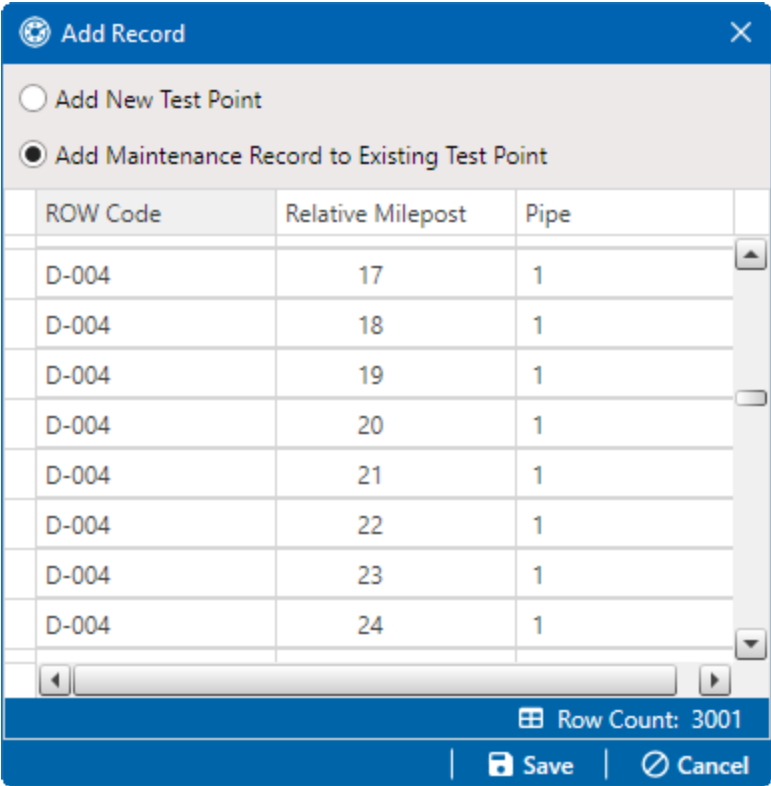 Add Record
Add New Test Point
Add Maintenance Record to Existing Test Point
ROW Code Relative Milepost Pipe
D-004 17 1
D-004 18 1
D-004 19 1
D-004 20 1
D-004 21 1
D-004 22 1
D-004 23 1
D-004 24 1
Row Count: 3001
Save Cancel